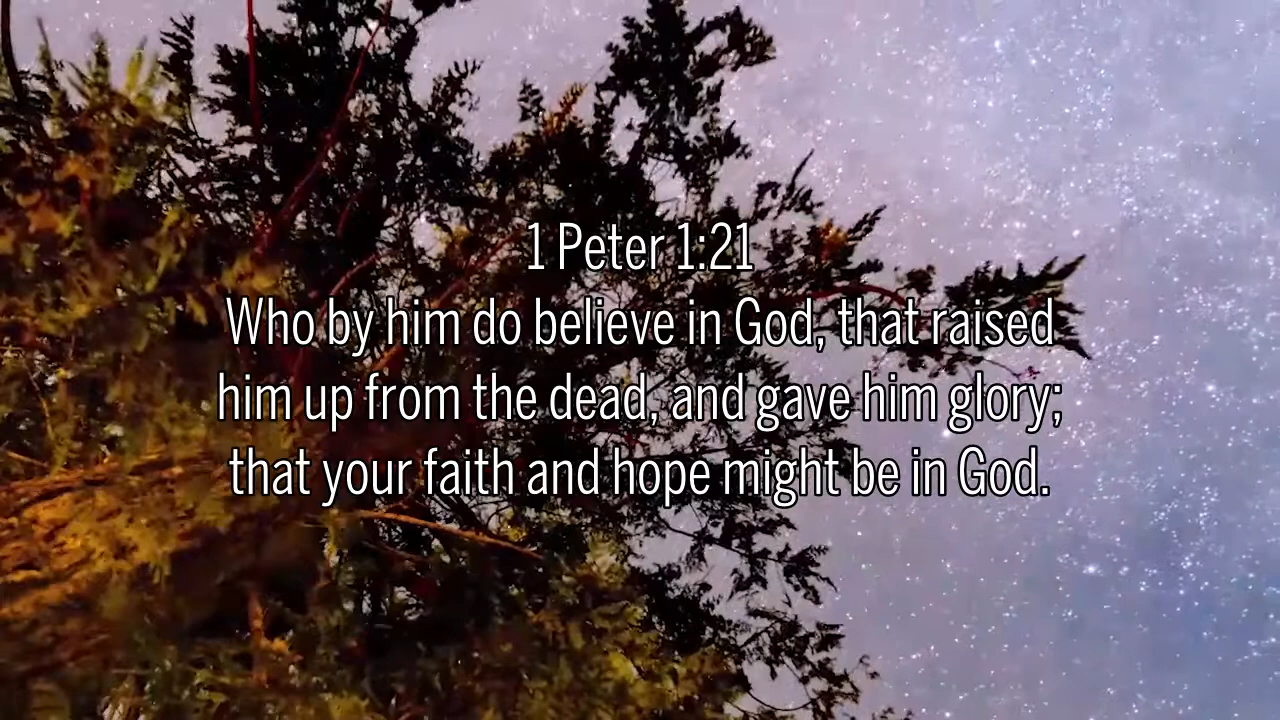 1 Peter 1:21
Who by him do believe in God, that raised
him up from the dead, and gave him glory;
that your faith and hope might be in God.